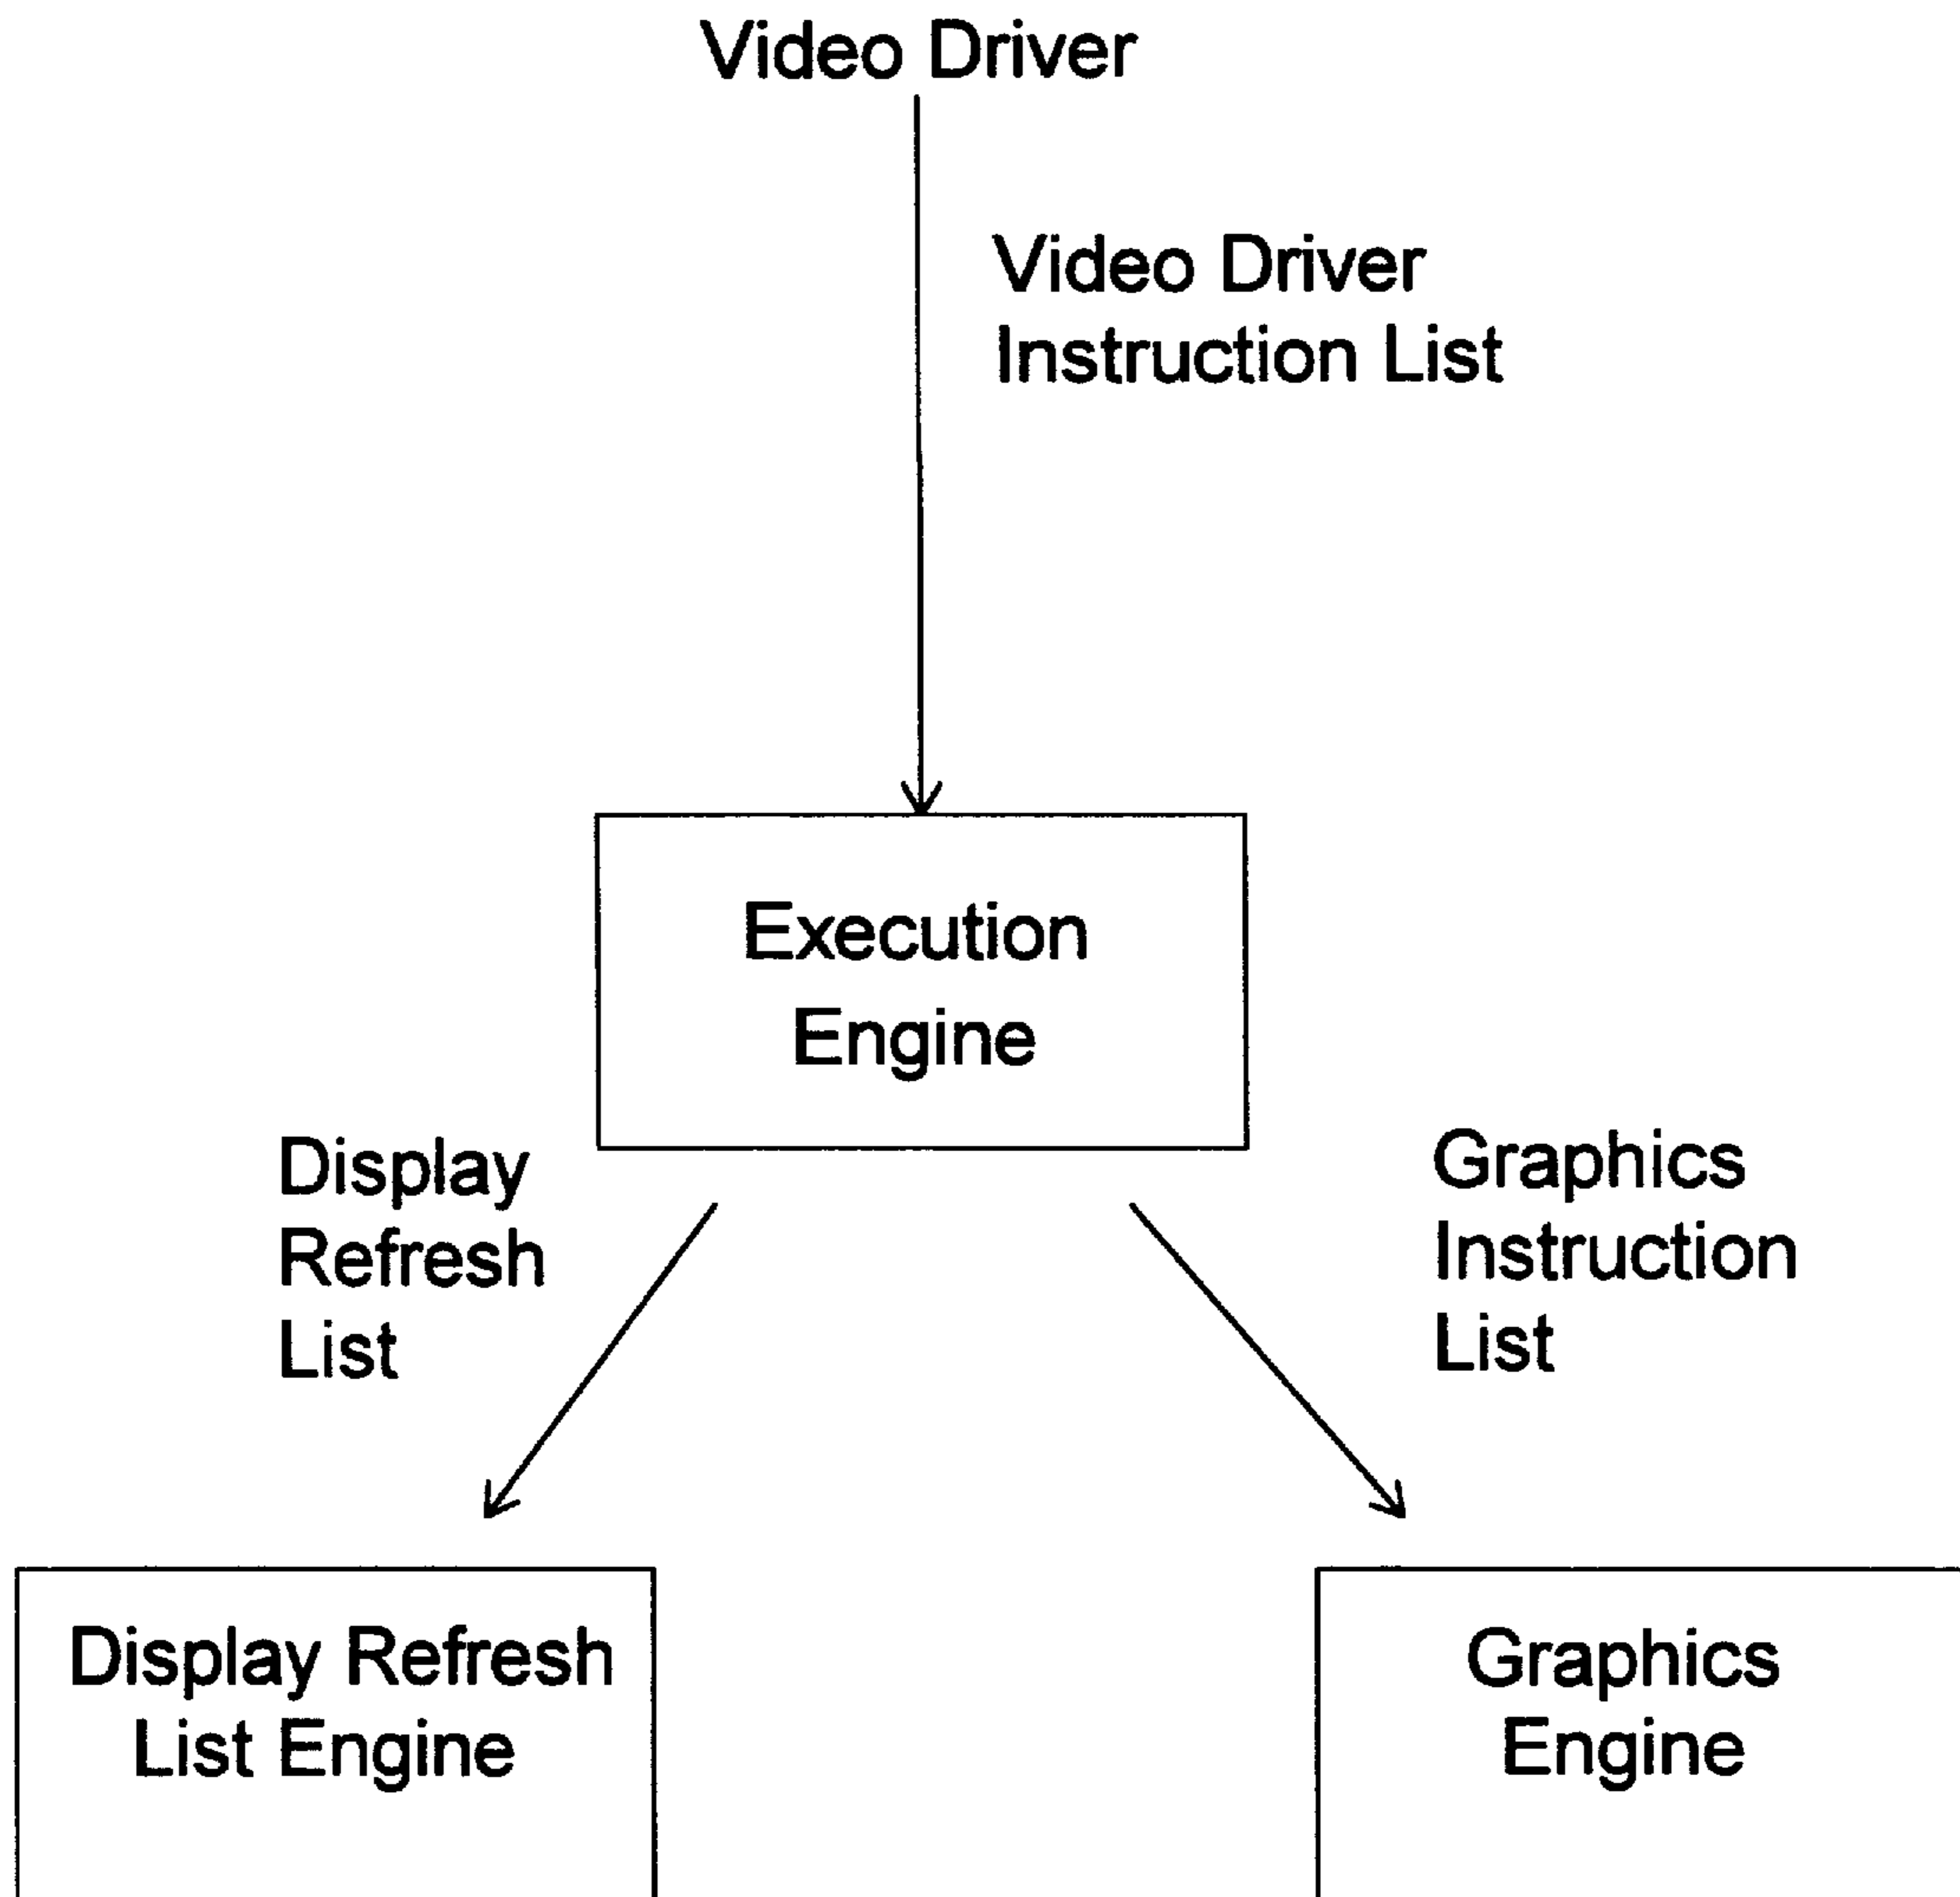 Video Driver
Video Driver
Instruction List
Execution
Engine
Display
Refresh
List
Graphics
Instruction
List
Display Refresh
List Engine
Graphics
Engine